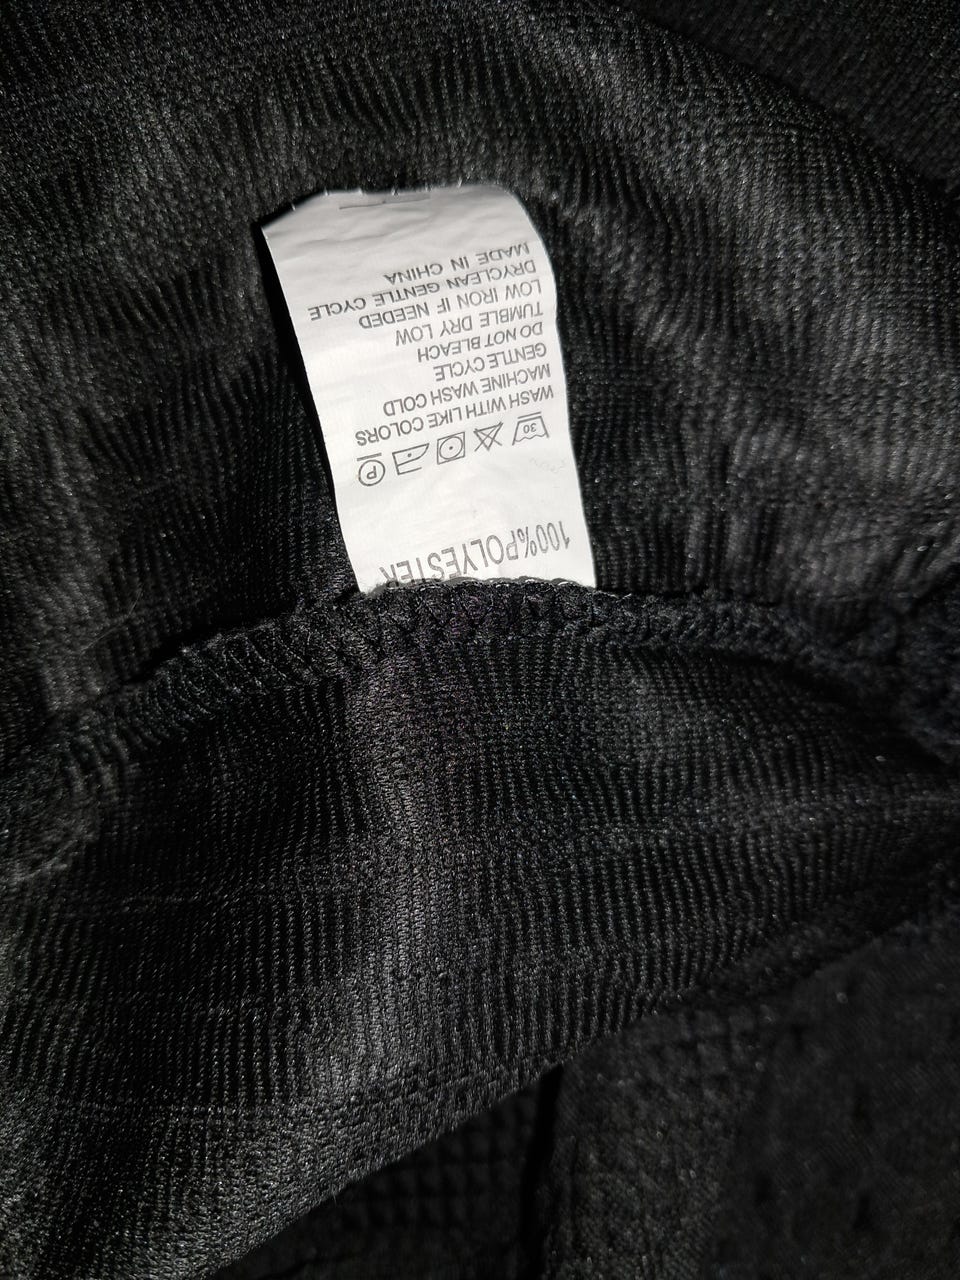 100%POLYESTER
30 P
WASH WITH LIKE COLORS
MACHINE WASH COLD
GENTLE CYCLE
DO NOT BLEACH
TUMBLE DRY LOW
LOW IRON IF NEEDED
DRYCLEAN GENTLE CYCLE
MADE IN CHINA